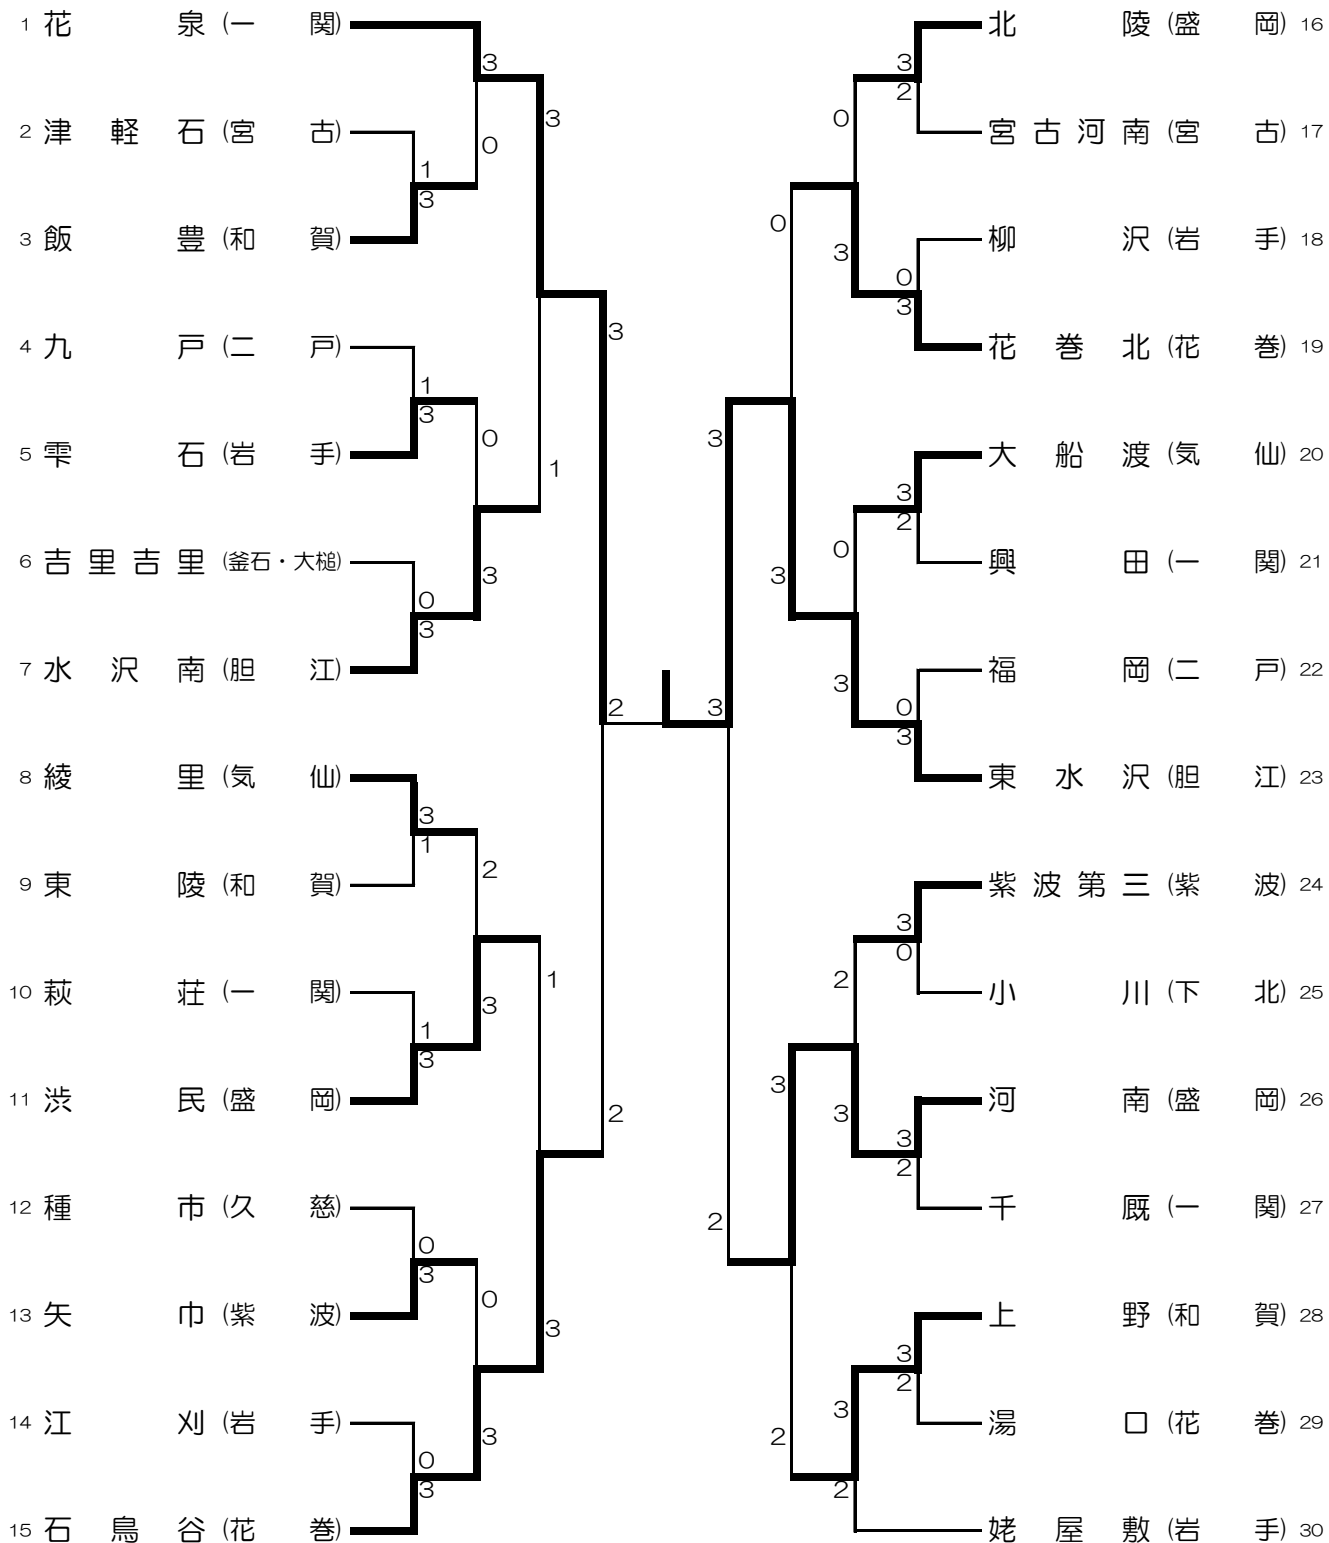 1 花泉 (一関)
3
3
2 津軽石 (宮古)
0
1
3
3 飯豊 (和賀)
3
4 九戸 (二戸)
1
3
0
5 雫石 (岩手)
1
6 吉里吉里 (釜石・大槌)
3
0
3
7 水沢南 (胆江)
2
8 綾里 (気仙)
3
1
2
9 東陵 (和賀)
1
10 萩荘 (一関)
3
1
3
11 渋民 (盛岡)
2
12 種市 (久慈)
0
3
0
13 矢巾 (紫波)
3
14 江刈 (岩手)
3
0
3
15 石鳥谷 (花巻)
北陵 (盛岡) 16
3
2
0
宮古河南 (宮古) 17
0
柳沢 (岩手) 18
3
0
3
花巻北 (花巻) 19
3
大船渡 (気仙) 20
3
2
0
興田 (一関) 21
3
福岡 (二戸) 22
3
0
3
3
東水沢 (胆江) 23
紫波第三 (紫波) 24
3
0
2
小川 (下北) 25
3
河南 (盛岡) 26
3
3
2
千厩 (一関) 27
2
上野 (和賀) 28
3
2
3
湯口 (花巻) 29
2
2
姥屋敷 (岩手) 30